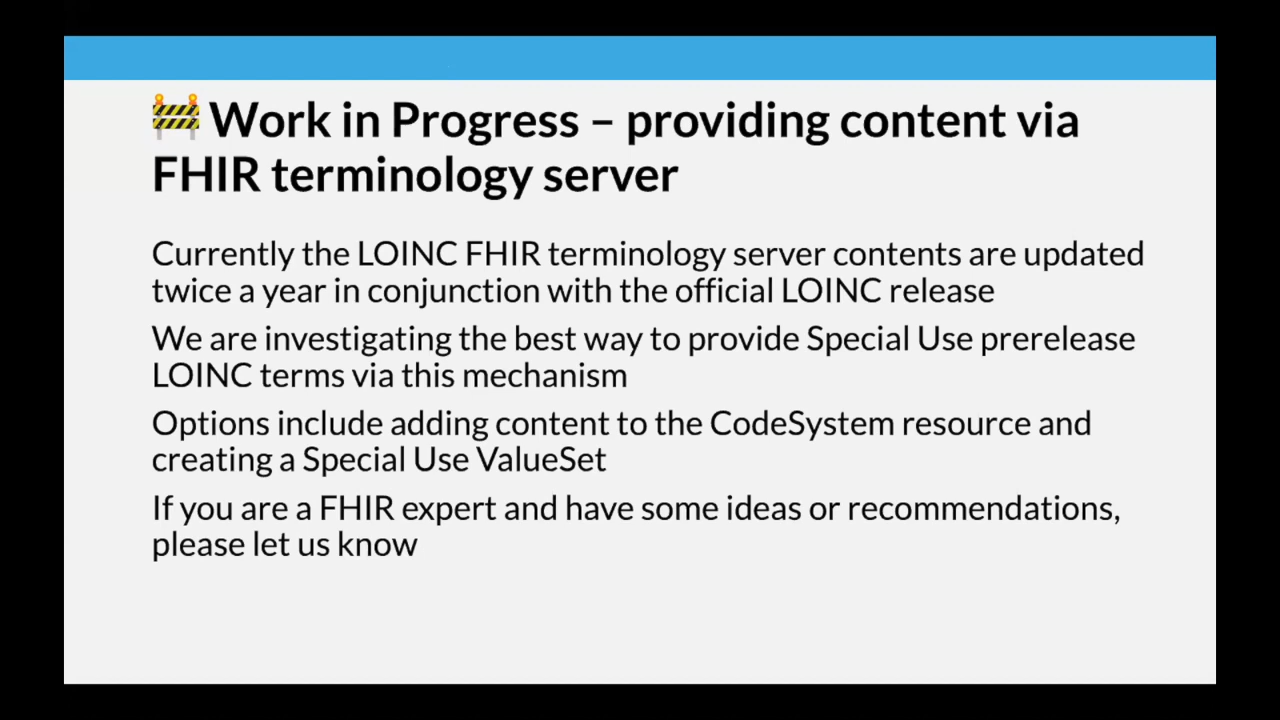 🚧 Work in Progress – providing content via
FHIR terminology server
Currently the LOINC FHIR terminology server contents are updated
twice a year in conjunction with the official LOINC release
We are investigating the best way to provide Special Use prerelease
LOINC terms via this mechanism
Options include adding content to the CodeSystem resource and
creating a Special Use ValueSet
If you are a FHIR expert and have some ideas or recommendations,
please let us know